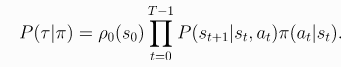 P(τ|π) = ρ₀(s₀) ∏_{t=0}^{T−1} P(s_{t+1}|s_t, a_t)π(a_t|s_t).